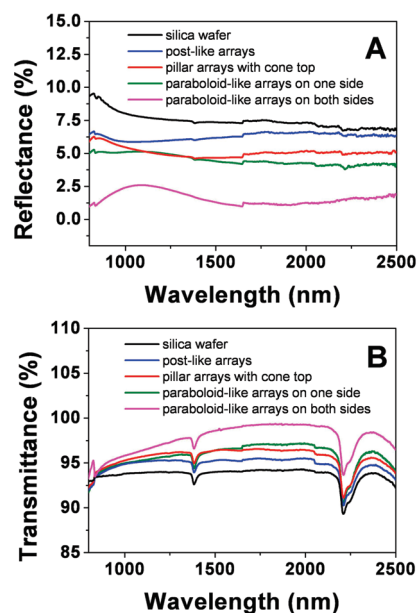 A
silica wafer
post-like arrays
pillar arrays with cone top
paraboloid-like arrays on one side
paraboloid-like arrays on both sides
Reflectance (%)
15.0
12.5
10.0
7.5
5.0
2.5
0.0
1000 1500 2000 2500
Wavelength (nm)
B
silica wafer
post-like arrays
pillar arrays with cone top
paraboloid-like arrays on one side
paraboloid-like arrays on both sides
Transmittance (%)
110
105
100
95
90
85
1000 1500 2000 2500
Wavelength (nm)